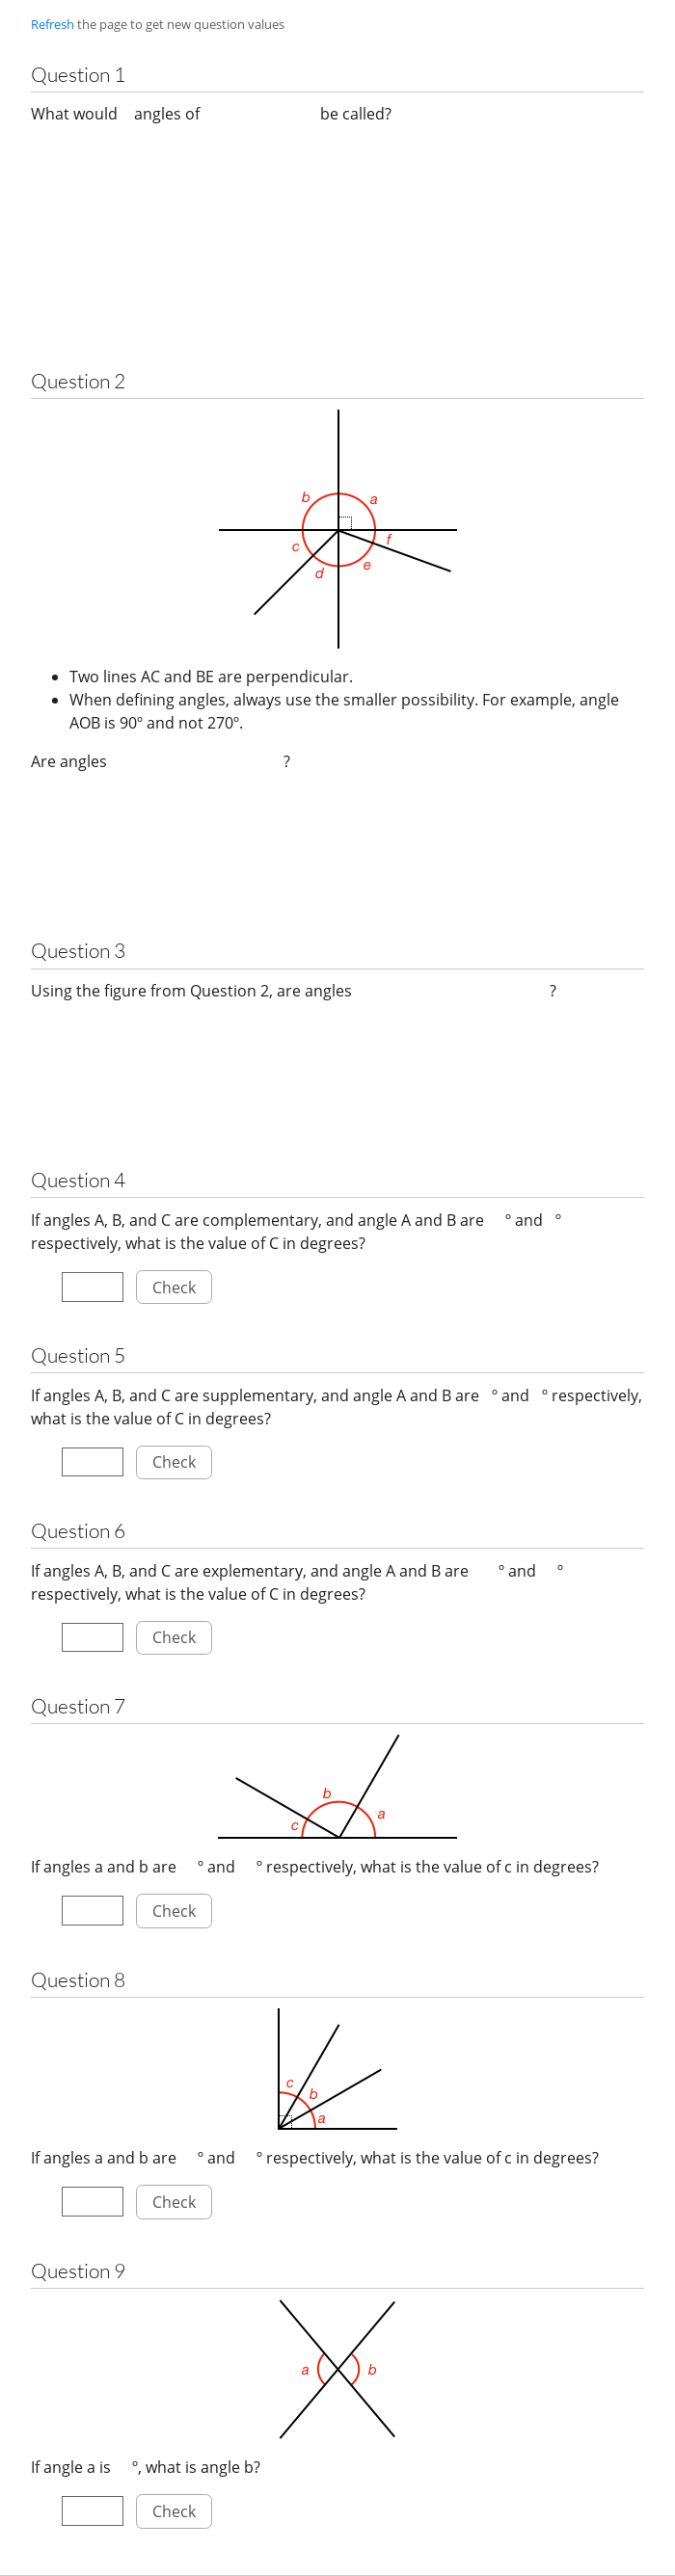 Refresh the page to get new question values
Question 1
What would angles of be called?
Question 2
b
a
c
f
d
e
Two lines AC and BE are perpendicular.
When defining angles, always use the smaller possibility. For example, angle
AOB is 90º and not 270º.
Are angles ?
Question 3
Using the figure from Question 2, are angles ?
Question 4
If angles A, B, and C are complementary, and angle A and B are º and º
respectively, what is the value of C in degrees?
Check
Question 5
If angles A, B, and C are supplementary, and angle A and B are º and º respectively,
what is the value of C in degrees?
Check
Question 6
If angles A, B, and C are explementary, and angle A and B are º and º
respectively, what is the value of C in degrees?
Check
Question 7
b
a
c
If angles a and b are º and º respectively, what is the value of c in degrees?
Check
Question 8
c
b
a
If angles a and b are º and º respectively, what is the value of c in degrees?
Check
Question 9
a b
If angle a is º, what is angle b?
Check